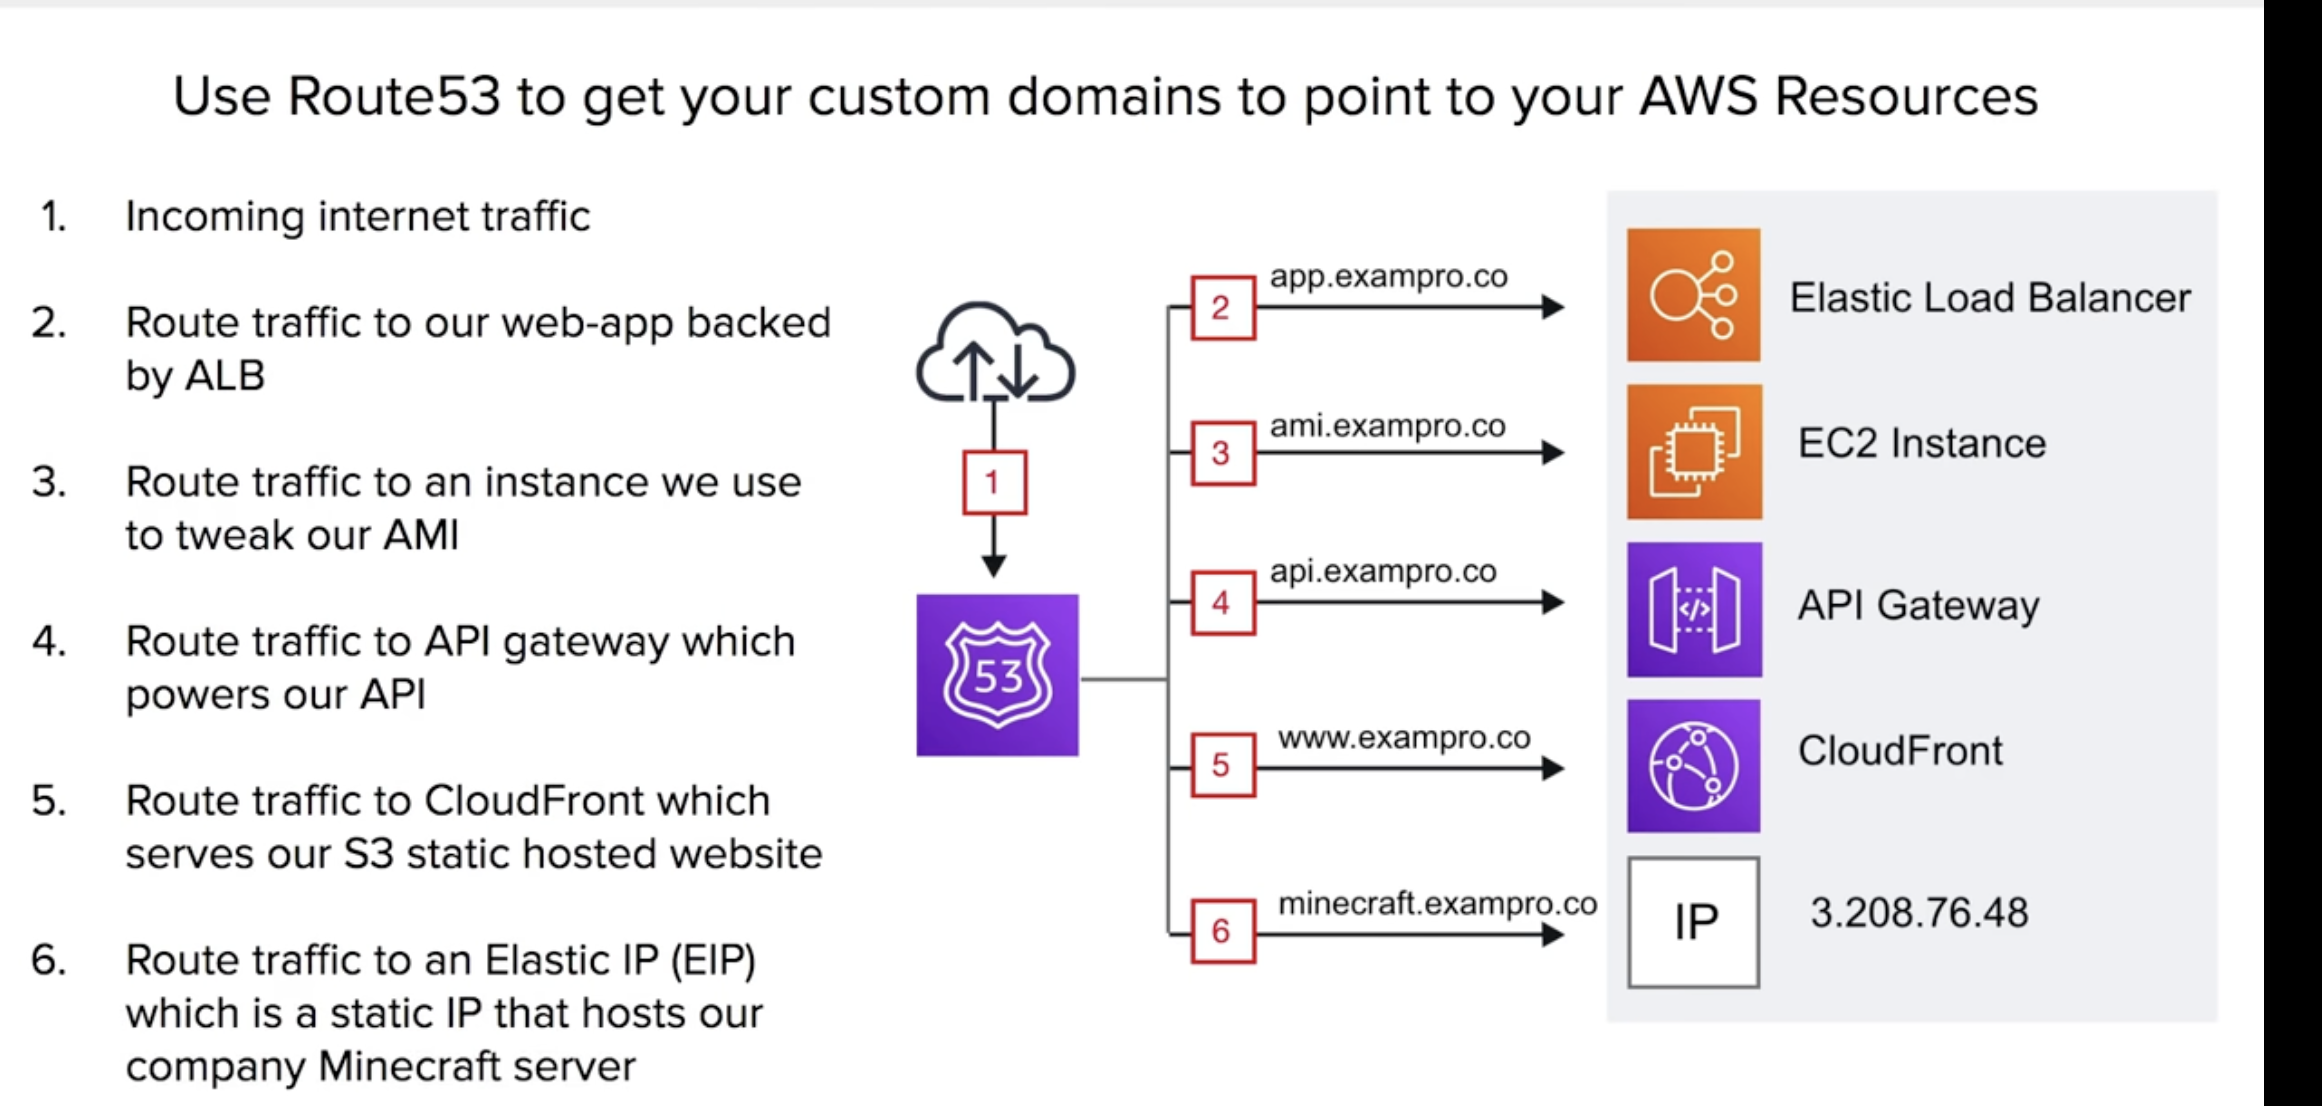 Use Route53 to get your custom domains to point to your AWS Resources
1. Incoming internet traffic
2. Route traffic to our web-app backed
by ALB
3. Route traffic to an instance we use
to tweak our AMI
4. Route traffic to API gateway which
powers our API
5. Route traffic to CloudFront which
serves our S3 static hosted website
6. Route traffic to an Elastic IP (EIP)
which is a static IP that hosts our
company Minecraft server
1
53
2 app.exampro.co
Elastic Load Balancer
3 ami.exampro.co
EC2 Instance
4 api.exampro.co
</>
API Gateway
5 www.exampro.co
CloudFront
6 minecraft.exampro.co
IP
3.208.76.48